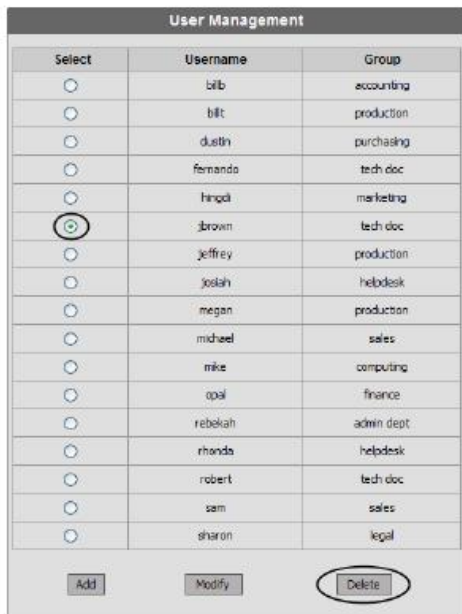 User Management
Select Username Group
billb accounting
billt production
dustin purchasing
fernando tech doc
hingdi marketing
jbrown tech doc
jeffrey production
josiah helpdesk
megan production
michael sales
mike computing
opal finance
rebekah admin dept
rhonda helpdesk
robert tech doc
sam sales
sharon legal
Add Modify Delete